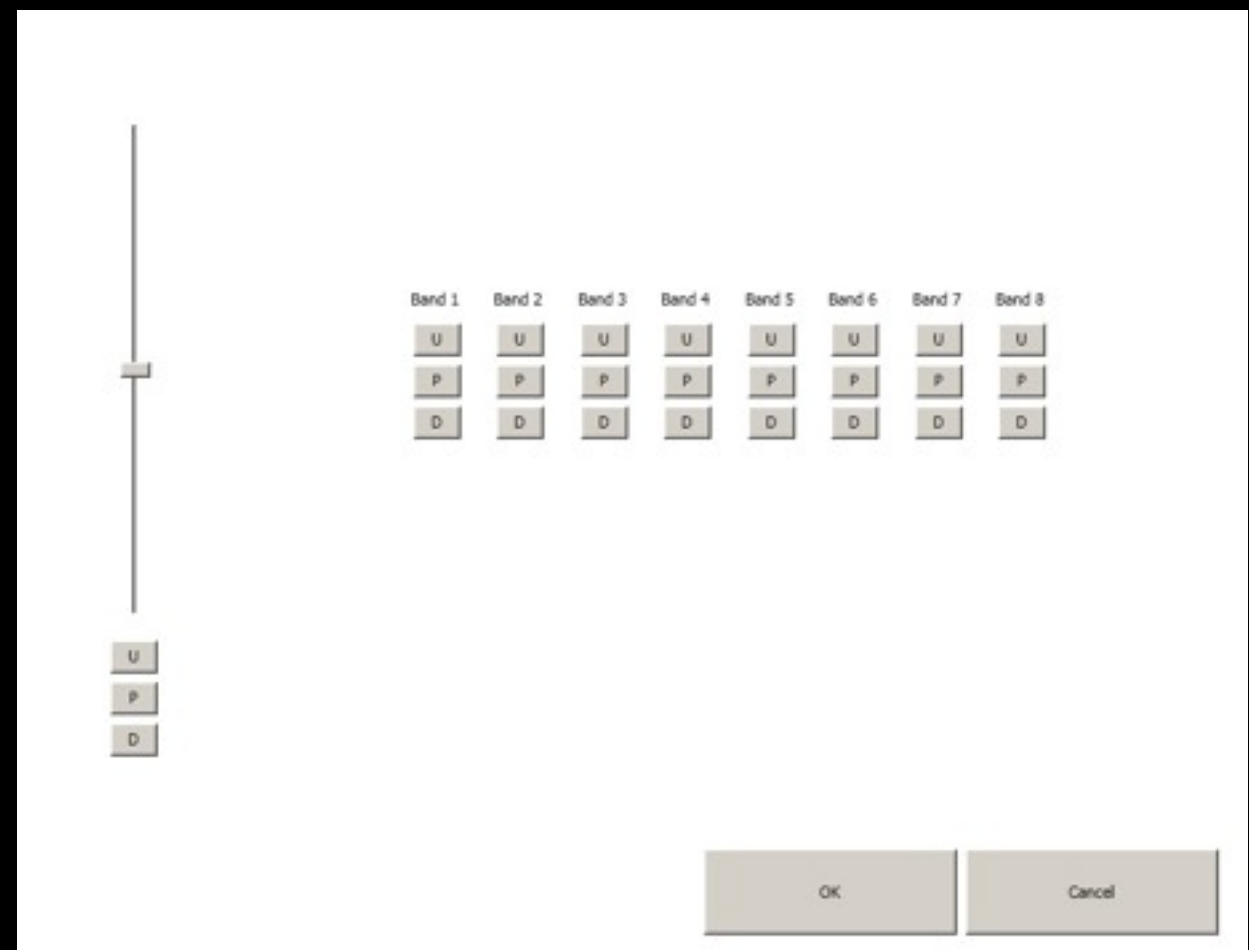 Band 1 Band 2 Band 3 Band 4 Band 5 Band 6 Band 7 Band 8
U U U U U U U U
P P P P P P P P
D D D D D D D D
U
P
D
OK Cancel